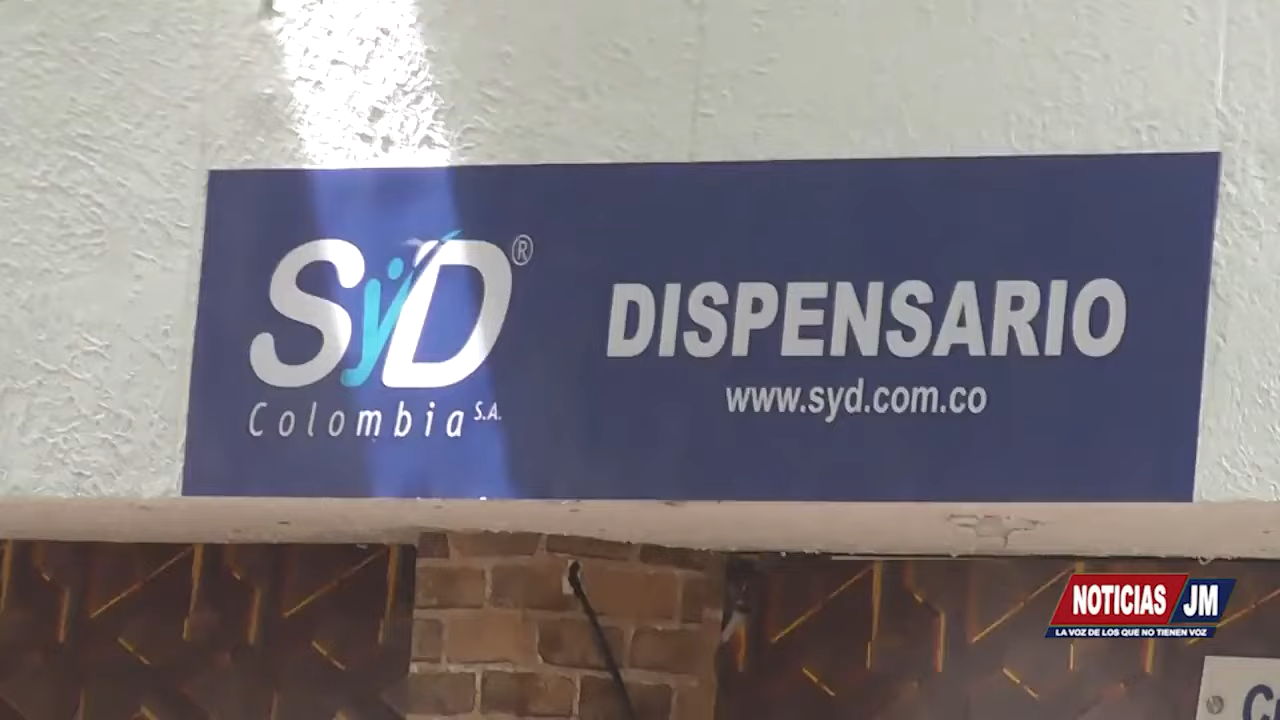 SyD®
Colombia S.A.
DISPENSARIO
www.syd.com.co
NOTICIAS JM
LA VOZ DE LOS QUE NO TIENEN VOZ